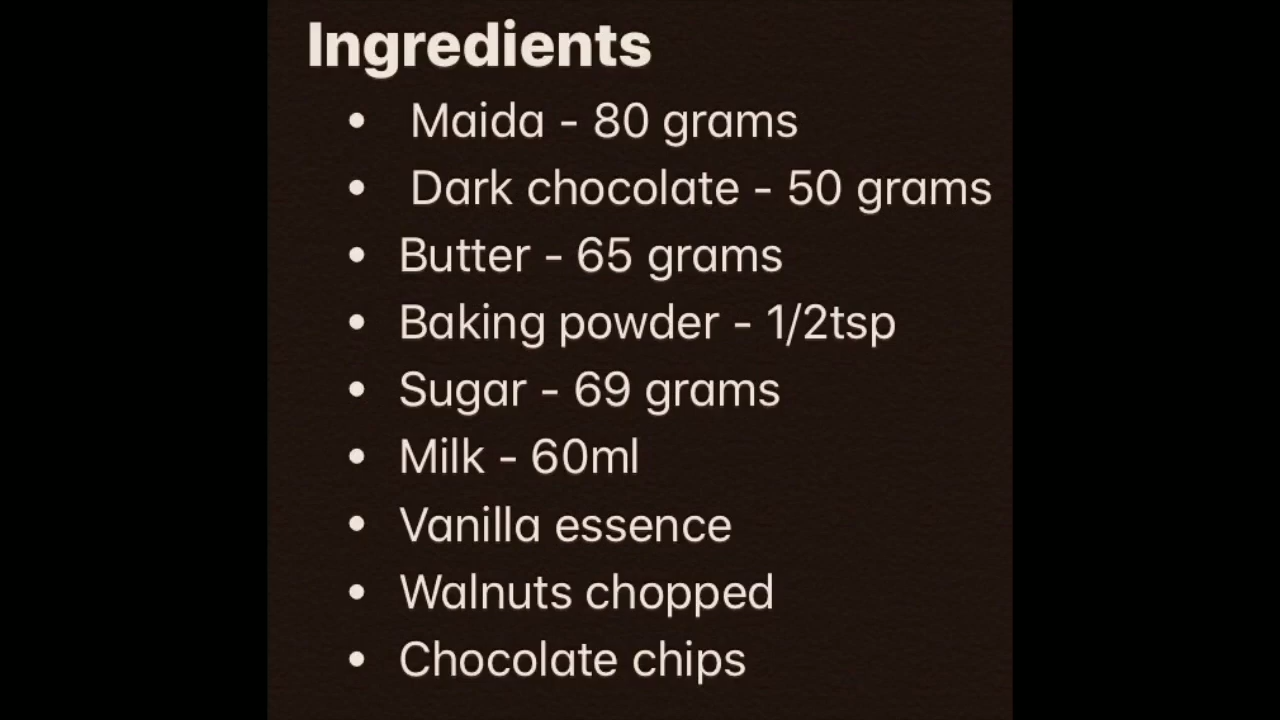 Ingredients
• Maida - 80 grams
• Dark chocolate - 50 grams
• Butter - 65 grams
• Baking powder - 1/2tsp
• Sugar - 69 grams
• Milk - 60ml
• Vanilla essence
• Walnuts chopped
• Chocolate chips